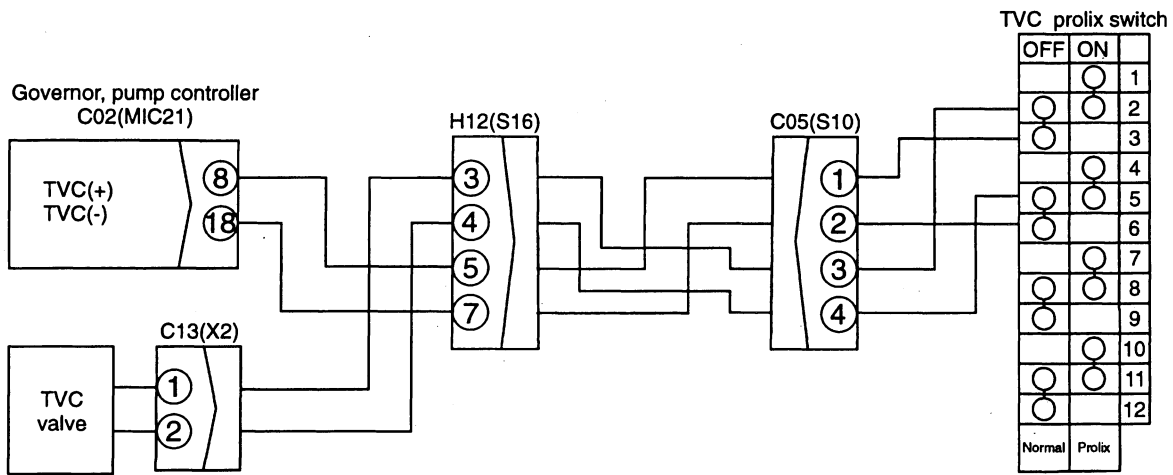 TVC prolix switch
OFF ON
1
2
3
4
5
6
7
8
9
10
11
12
Normal Prolix
Governor, pump controller
C02(MIC21)
TVC(+)
TVC(-)
8
18
H12(S16)
3
4
5
7
C05(S10)
1
2
3
4
C13(X2)
1
2
TVC
valve